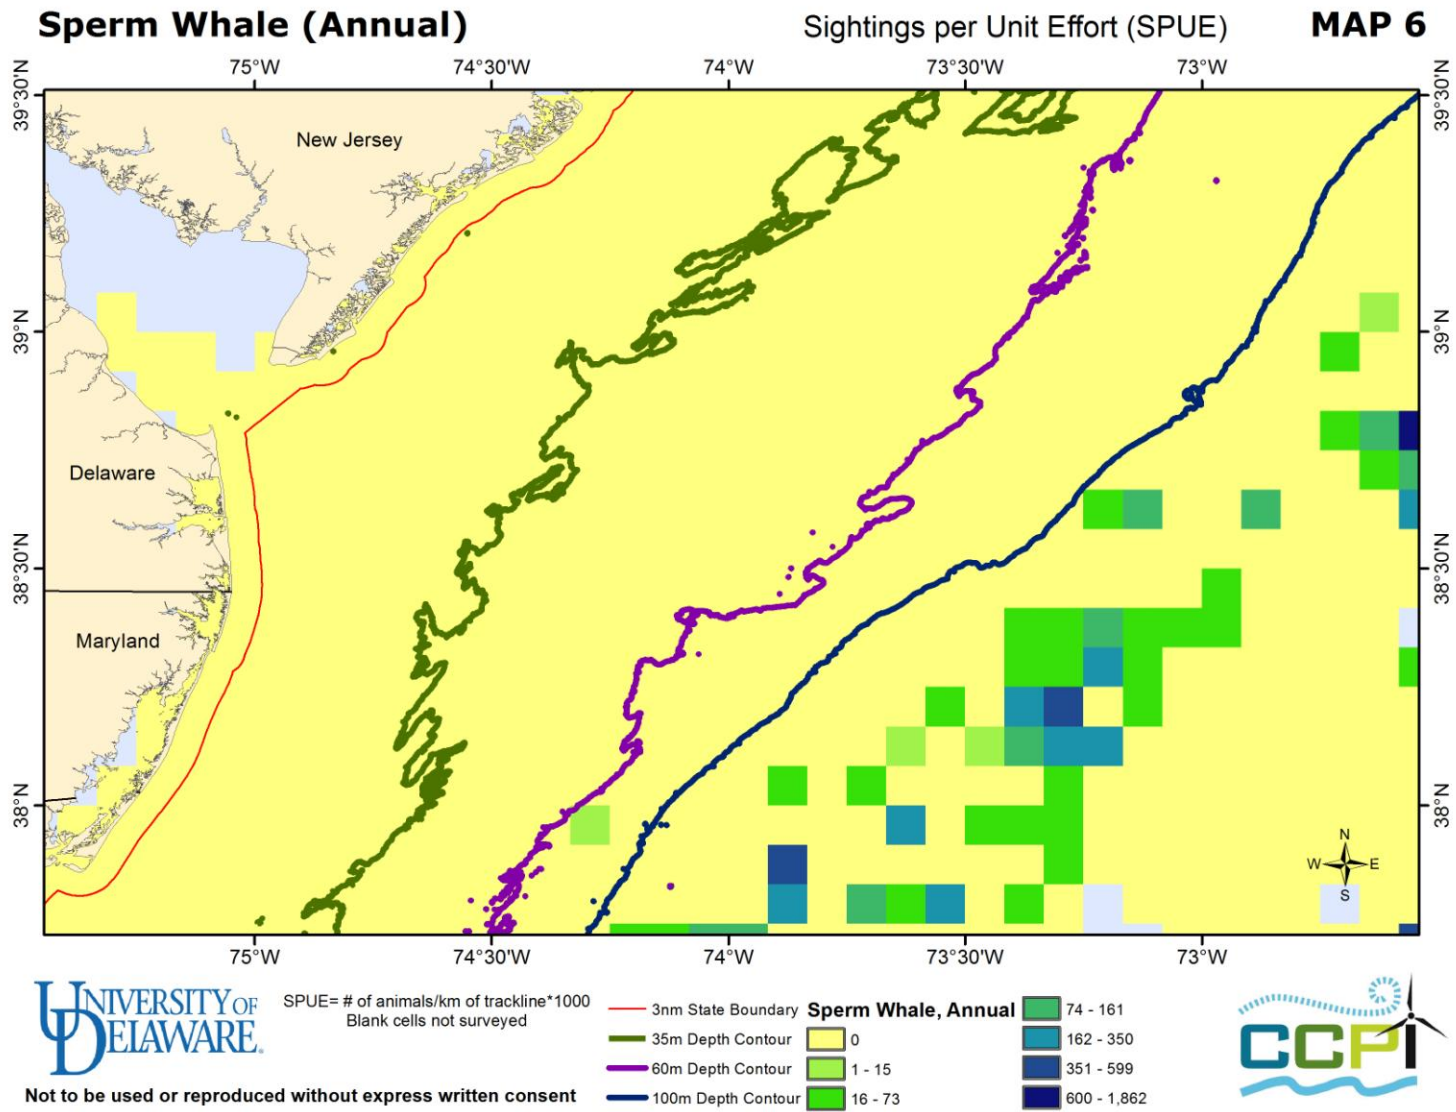 Sperm Whale (Annual)
Sightings per Unit Effort (SPUE)
MAP 6
75°W 74°30'W 74°W 73°30'W 73°W
39°30'N 39°30'N
New Jersey
39°N 39°N
Delaware
38°30'N 38°30'N
Maryland
38°N 38°N
N
W E
S
75°W 74°30'W 74°W 73°30'W 73°W
UNIVERSITY OF
DELAWARE.
SPUE= # of animals/km of trackline*1000
Blank cells not surveyed
Not to be used or reproduced without express written consent
3nm State Boundary
35m Depth Contour
60m Depth Contour
100m Depth Contour
Sperm Whale, Annual
0
1 - 15
16 - 73
74 - 161
162 - 350
351 - 599
600 - 1,862
CCPI